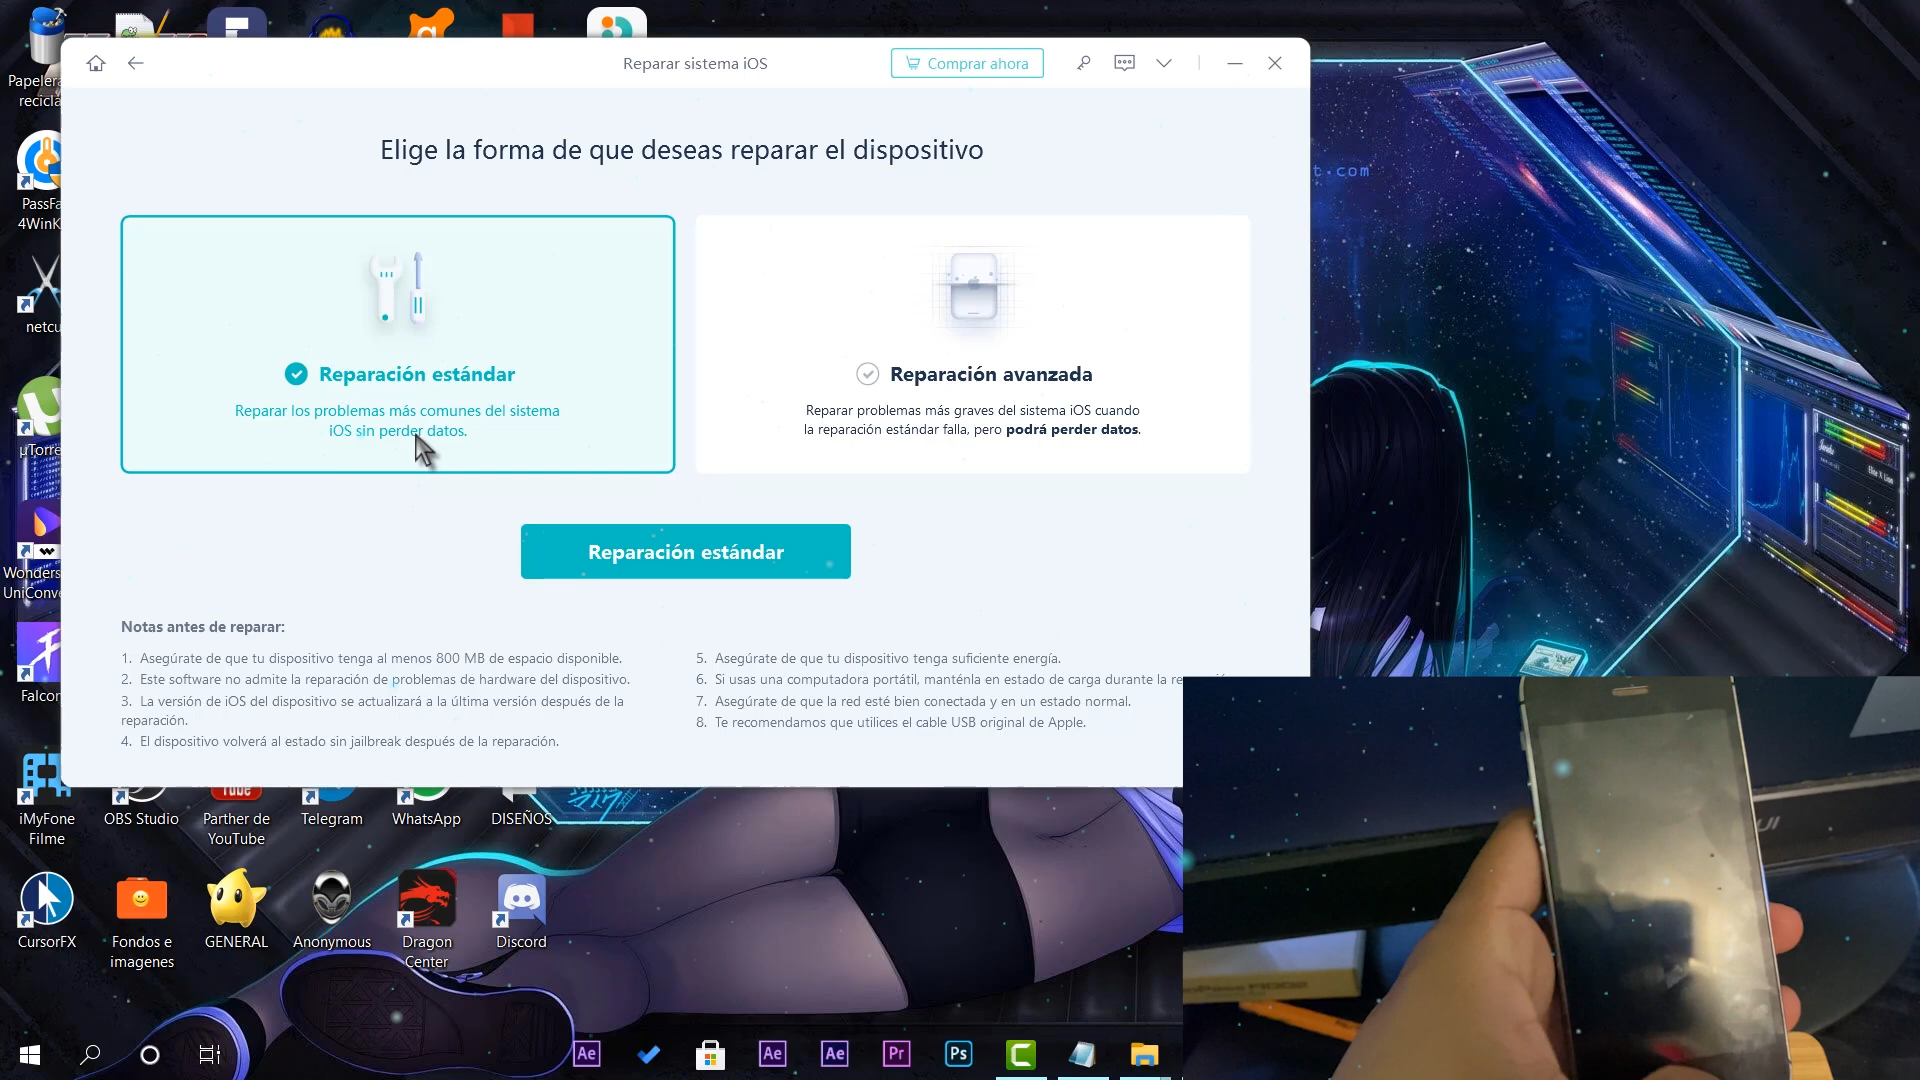 Reparar sistema iOS
Comprar ahora
Elige la forma de que deseas reparar el dispositivo
Reparación estándar
Reparar los problemas más comunes del sistema
iOS sin perder datos.
Reparación avanzada
Reparar problemas más graves del sistema iOS cuando
la reparación estándar falla, pero podrá perder datos.
Reparación estándar
Notas antes de reparar:
1. Asegúrate de que tu dispositivo tenga al menos 800 MB de espacio disponible.
2. Este software no admite la reparación de problemas de hardware del dispositivo.
3. La versión de iOS del dispositivo se actualizará a la última versión después de la
reparación.
4. El dispositivo volverá al estado sin jailbreak después de la reparación.
5. Asegúrate de que tu dispositivo tenga suficiente energía.
6. Si usas una computadora portátil, manténla en estado de carga durante la
7. Asegúrate de que la red esté bien conectada y en un estado normal.
8. Te recomendamos que utilices el cable USB original de Apple.
Papelera
recicla
PassFa
4WinK
netcu
µTorre
Wonders
UniConve
Falcon
t.com
iMyFone
Filme
OBS Studio
Parther de
YouTube
Telegram
WhatsApp
DISEÑOS
CursorFX
Fondos e
imagenes
GENERAL
Anonymous
Dragon
Center
Discord
Tube
Ae
Ae
Ae
Pr
Ps